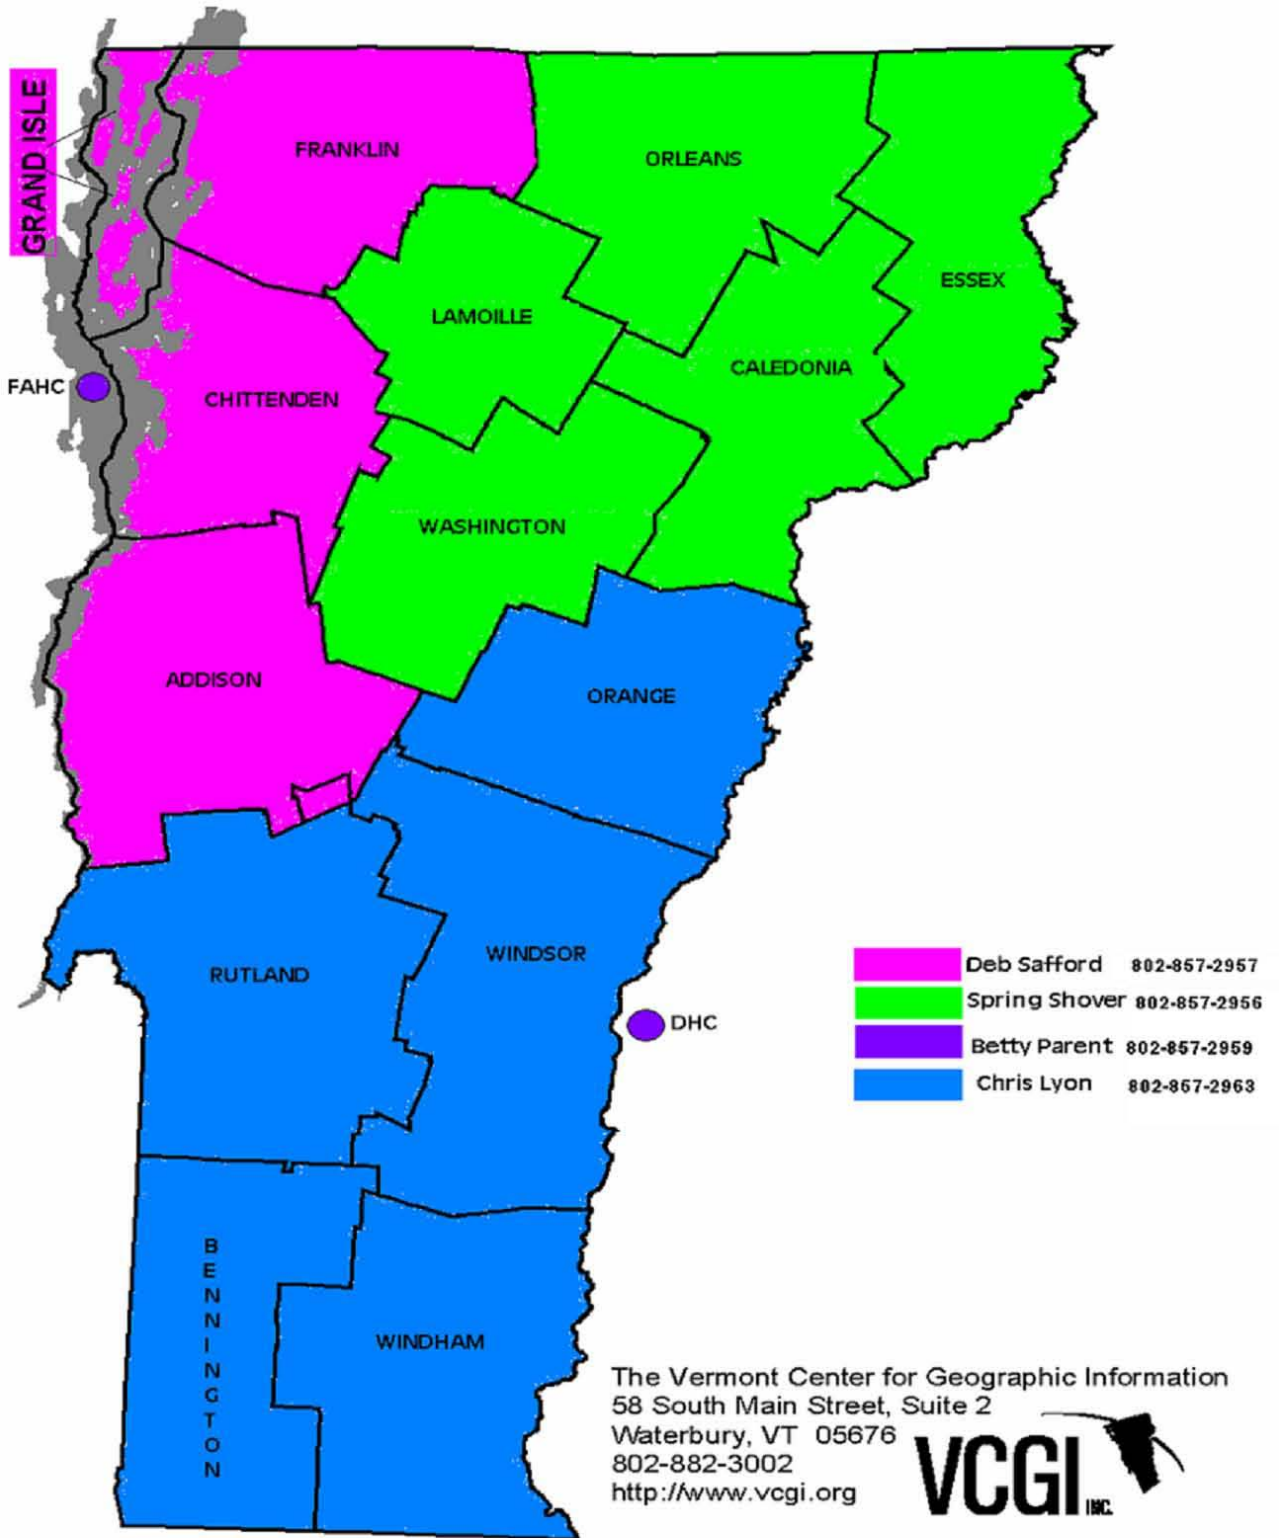 GRAND ISLE
FRANKLIN
ORLEANS
ESSEX
LAMOILLE
CALEDONIA
FAHC
CHITTENDEN
WASHINGTON
ADDISON
ORANGE
WINDSOR
RUTLAND
DHC
Deb Safford 802-857-2957
Spring Shover 802-857-2956
Betty Parent 802-857-2959
Chris Lyon 802-857-2963
BENNINGTON
WINDHAM
The Vermont Center for Geographic Information
58 South Main Street, Suite 2
Waterbury, VT 05676
802-882-3002
http://www.vcgi.org
VCGI INC.